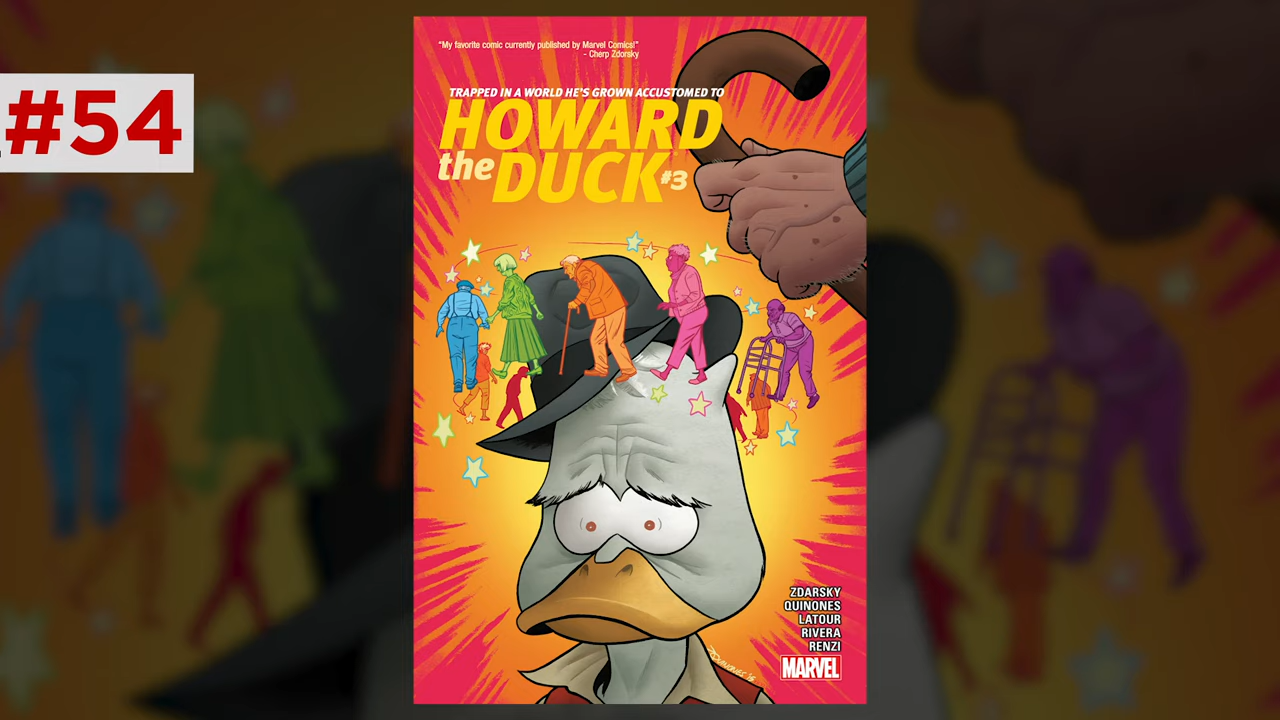 #54
“My favorite comic currently published by Marvel Comics!”
- Cherp Zdorsky
TRAPPED IN A WORLD HE'S GROWN ACCUSTOMED TO
HOWARD
the DUCK #3
ZDARSKY
QUINONES
LATOUR
RIVERA
RENZI
MARVEL